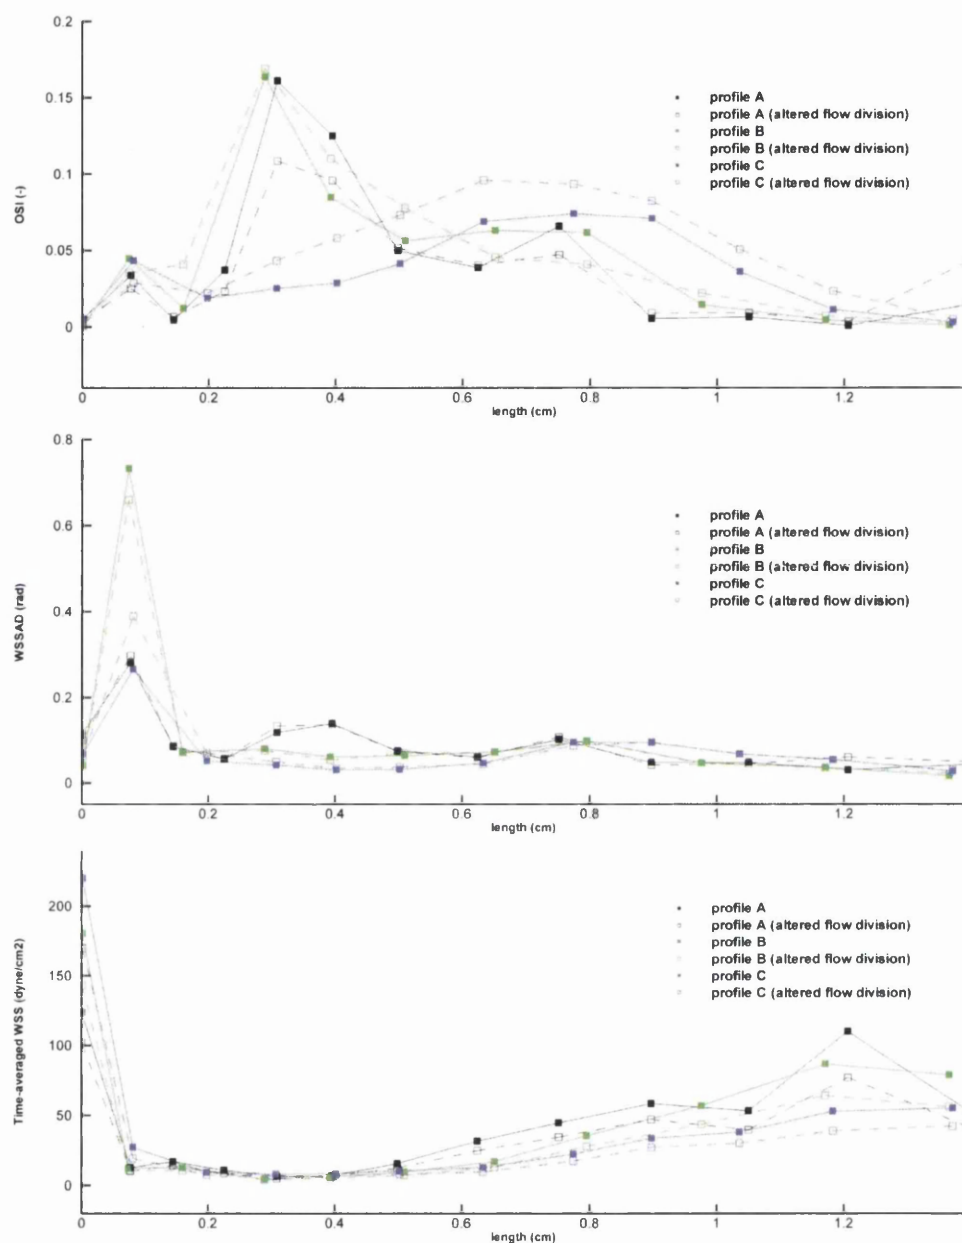 0.2
0.15
0.1
0.05
0
OSI (-)
profile A
profile A (altered flow division)
profile B
profile B (altered flow division)
profile C
profile C (altered flow division)
0 0.2 0.4 0.6 0.8 1 1.2
length (cm)
0.8
0.6
0.4
0.2
0
WSSAD (rad)
profile A
profile A (altered flow division)
profile B
profile B (altered flow division)
profile C
profile C (altered flow division)
0 0.2 0.4 0.6 0.8 1 1.2
length (cm)
200
150
100
50
0
Time-averaged WSS (dyne/cm2)
profile A
profile A (altered flow division)
profile B
profile B (altered flow division)
profile C
profile C (altered flow division)
0 0.2 0.4 0.6 0.8 1 1.2
length (cm)